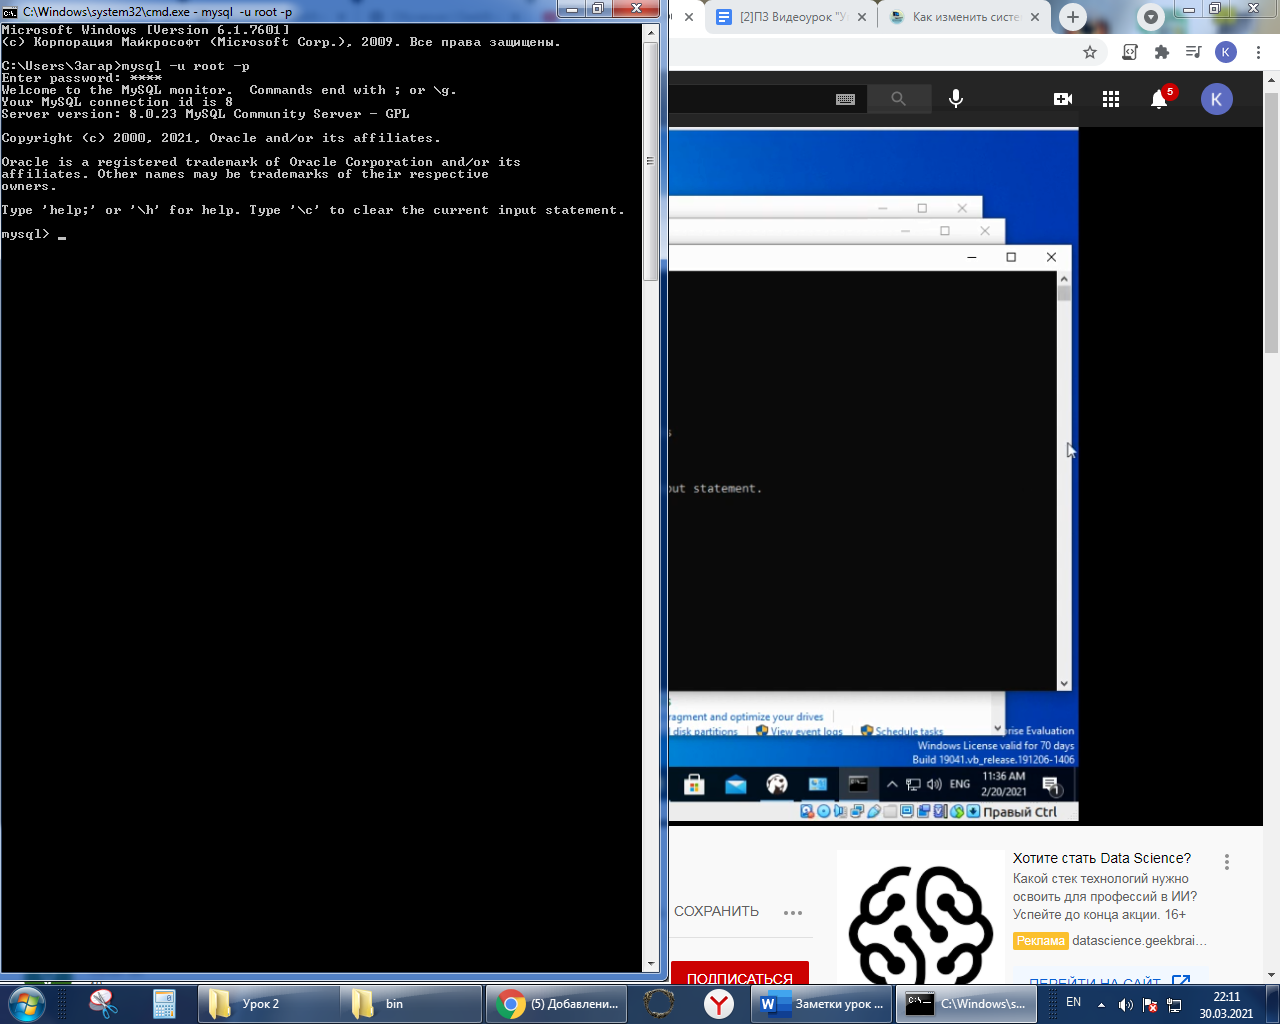 C:\Windows\system32\cmd.exe - mysql -u root -p
Microsoft Windows [Version 6.1.7601]
(c) Корпорация Майкрософт (Microsoft Corp.), 2009. Все права защищены.
C:\Users\Загар>mysql -u root -p
Enter password: ****
Welcome to the MySQL monitor.  Commands end with ; or \g.
Your MySQL connection id is 8
Server version: 8.0.23 MySQL Community Server - GPL
Copyright (c) 2000, 2021, Oracle and/or its affiliates.
Oracle is a registered trademark of Oracle Corporation and/or its
affiliates. Other names may be trademarks of their respective
owners.
Type 'help;' or '\h' for help. Type '\c' to clear the current input statement.
mysql> _
[2]ПЗ Видеоурок "У
Как изменить систе
K
5
K
out statement.
ragment and optimize your drives
disk partitions
View event logs
Schedule tasks
rise Evaluation
Windows License valid for 70 days
Build 19041.vb_release.191206-1406
ENG
11:36 AM
2/20/2021
1
Правый Ctrl
СОХРАНИТЬ
ПОДПИСАТЬСЯ
Хотите стать Data Science?
Какой стек технологий нужно
освоить для профессий в ИИ?
Успейте до конца акции. 16+
Реклама datascience.geekbrai...
ПЕРЕЙТИ НА САЙТ
Урок 2
bin
(5) Добавлени...
Заметки урок ...
C:\Windows\s...
EN
22:11
30.03.2021